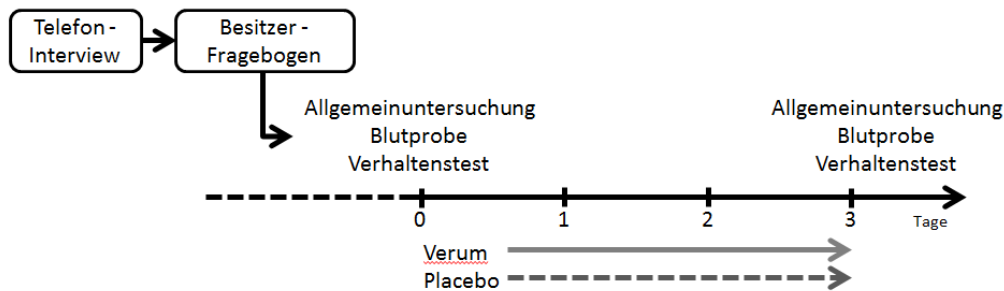 Telefon -
Interview
Besitzer -
Fragebogen
Allgemeinuntersuchung
Blutprobe
Verhaltenstest
Allgemeinuntersuchung
Blutprobe
Verhaltenstest
0 1 2 3 Tage
Verum
Placebo